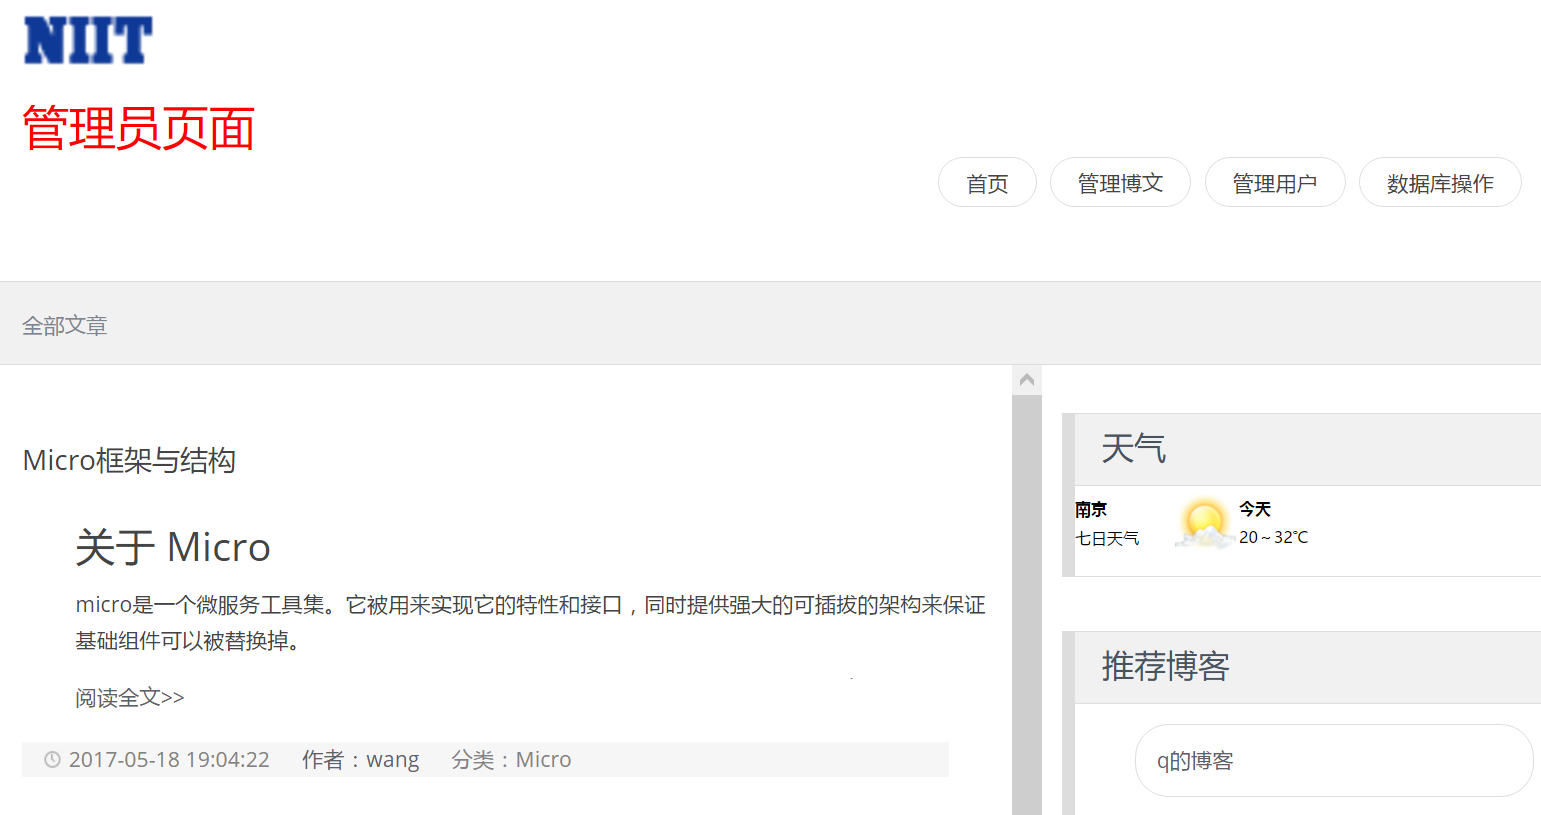 NIIT
管理员页面
首页 管理博文 管理用户 数据库操作
全部文章
Micro框架与结构
关于 Micro
micro是一个微服务工具集。它被用来实现它的特性和接口，同时提供强大的可插拔的架构来保证
基础组件可以被替换掉。
阅读全文>>
2017-05-18 19:04:22 作者：wang 分类：Micro
天气
南京 今天
七日天气 20～32℃
推荐博客
q的博客